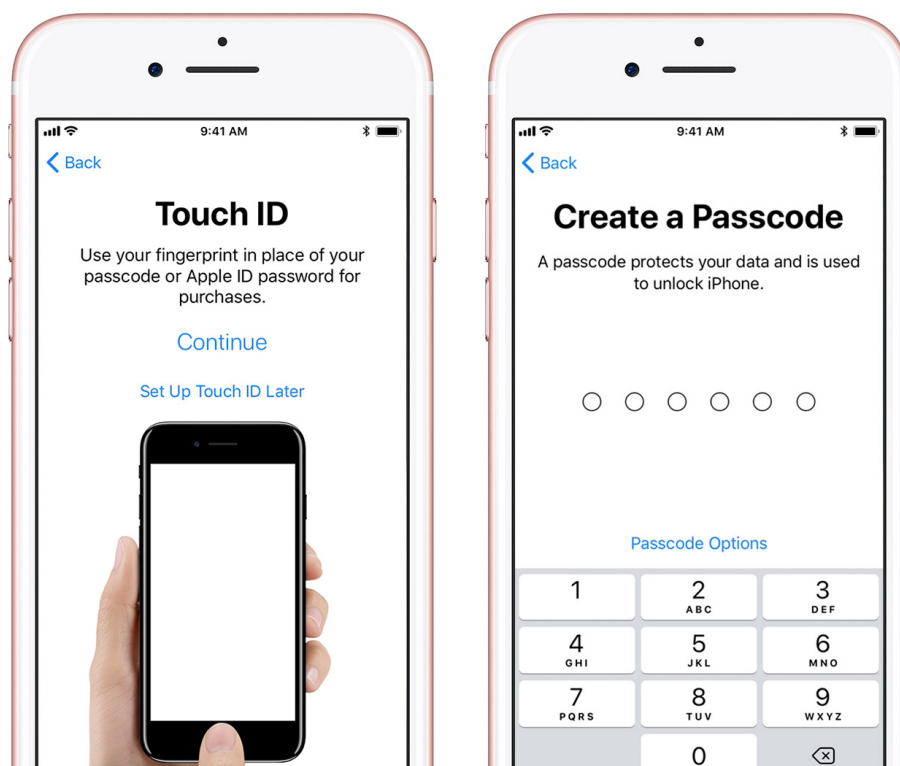 9:41 AM
Back
Touch ID
Use your fingerprint in place of your
passcode or Apple ID password for
purchases.
Continue
Set Up Touch ID Later
9:41 AM
Back
Create a Passcode
A passcode protects your data and is used
to unlock iPhone.
Passcode Options
1 2 3
ABC DEF
4 5 6
GHI JKL MNO
7 8 9
PQRS TUV WXYZ
0